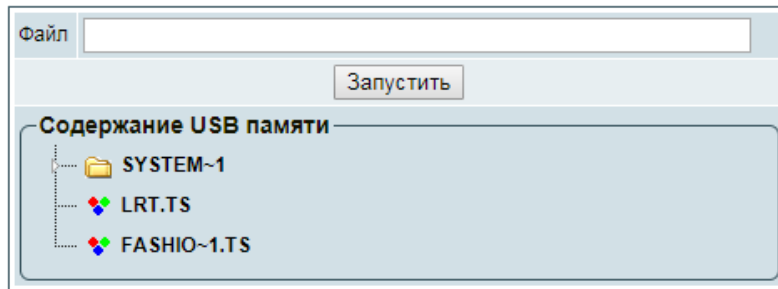 Файл
Запустить
Содержание USB памяти
SYSTEM~1
LRT.TS
FASHIO~1.TS